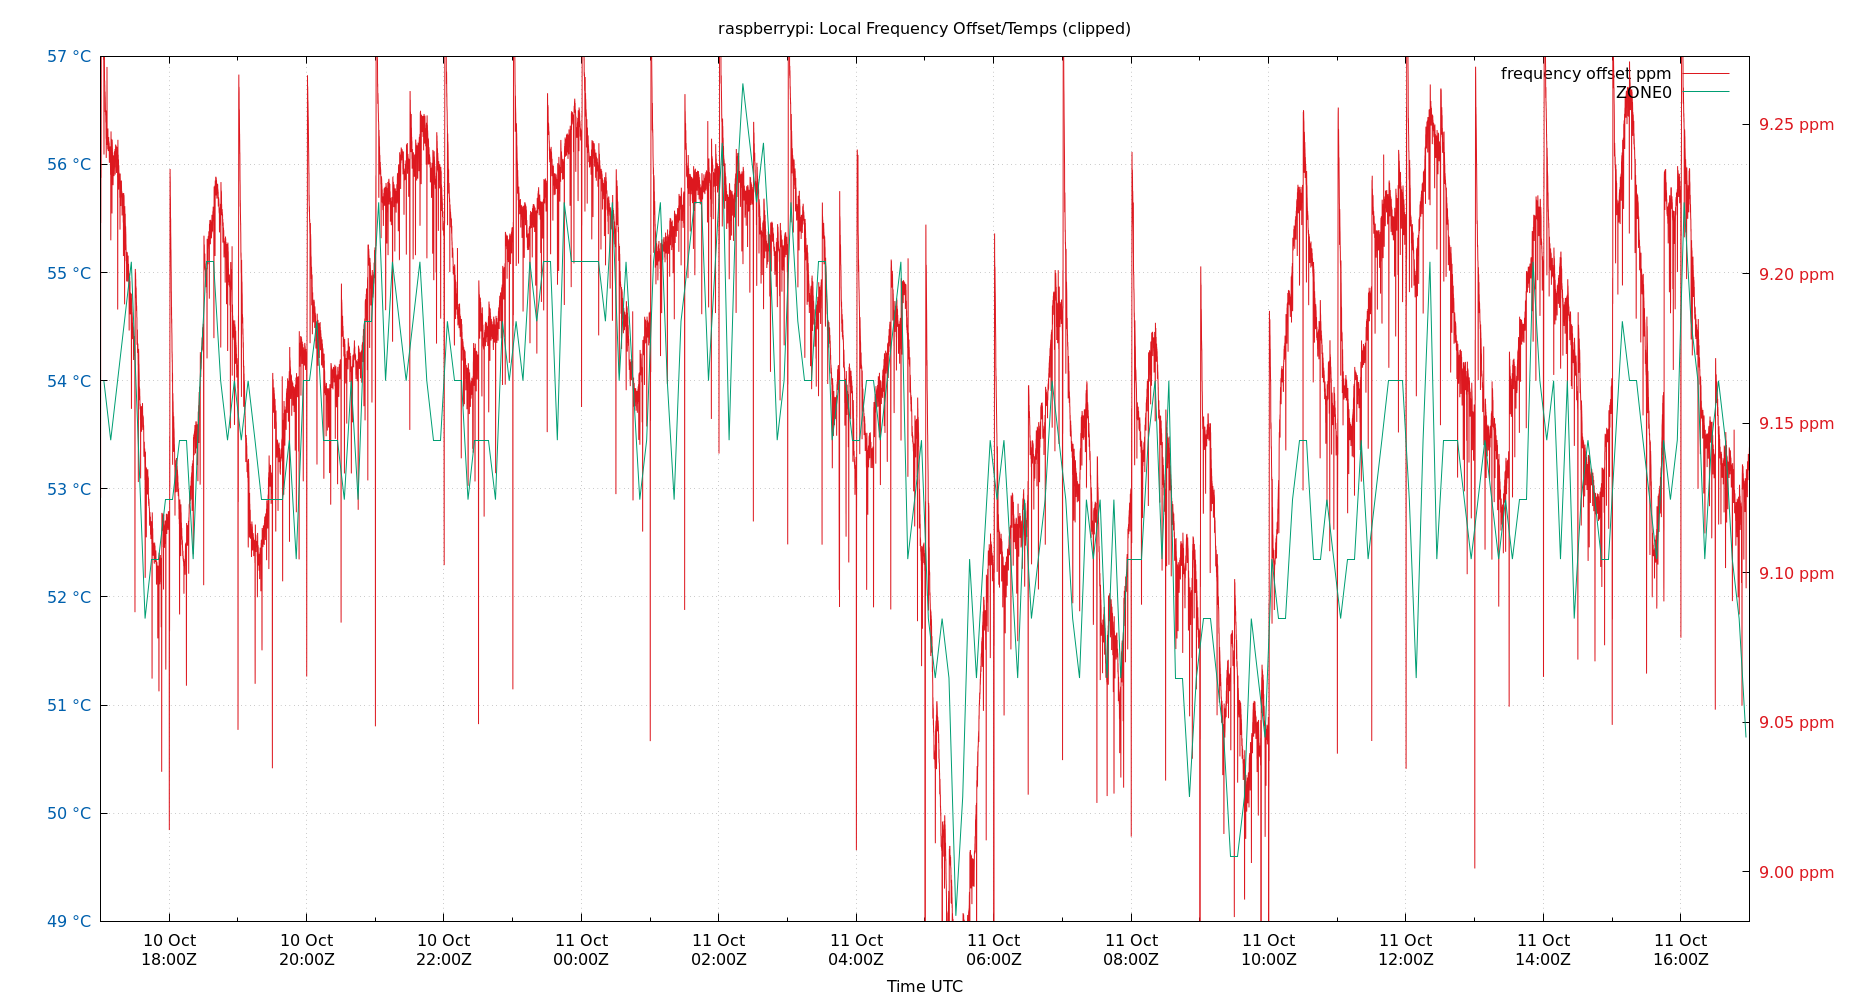 raspberrypi: Local Frequency Offset/Temps (clipped)
frequency offset ppm
ZONE0
57 °C
56 °C
55 °C
54 °C
53 °C
52 °C
51 °C
50 °C
49 °C
9.25 ppm
9.20 ppm
9.15 ppm
9.10 ppm
9.05 ppm
9.00 ppm
10 Oct
18:00Z
10 Oct
20:00Z
10 Oct
22:00Z
11 Oct
00:00Z
11 Oct
02:00Z
11 Oct
04:00Z
11 Oct
06:00Z
11 Oct
08:00Z
11 Oct
10:00Z
11 Oct
12:00Z
11 Oct
14:00Z
11 Oct
16:00Z
Time UTC